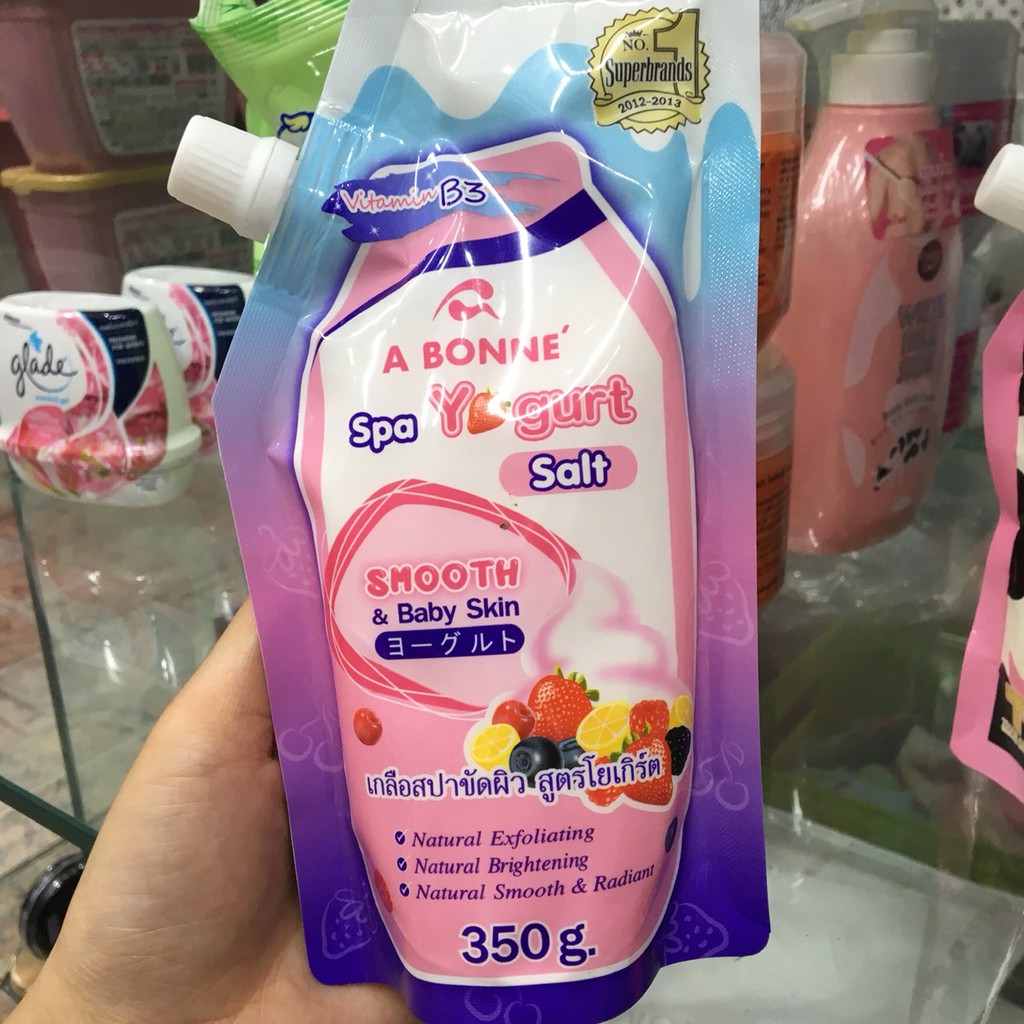 NO. 1
Superbrands
2012-2013
Vitamin B3
A BONNE´
Spa Yogurt
Salt
SMOOTH
& Baby Skin
ヨーグルト
เกลือสปาขัดผิว สูตรโยเกิร์ต
Natural Exfoliating
Natural Brightening
Natural Smooth & Radiant
350 g.
glade